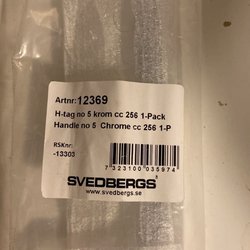 Artnr:12369
H-tag no 5 krom cc 256 1-Pack
Handle no 5 Chrome cc 256 1-P
RSKnr:
-13303
7 323100 035974
SVEDBERGS
www.svedbergs.se